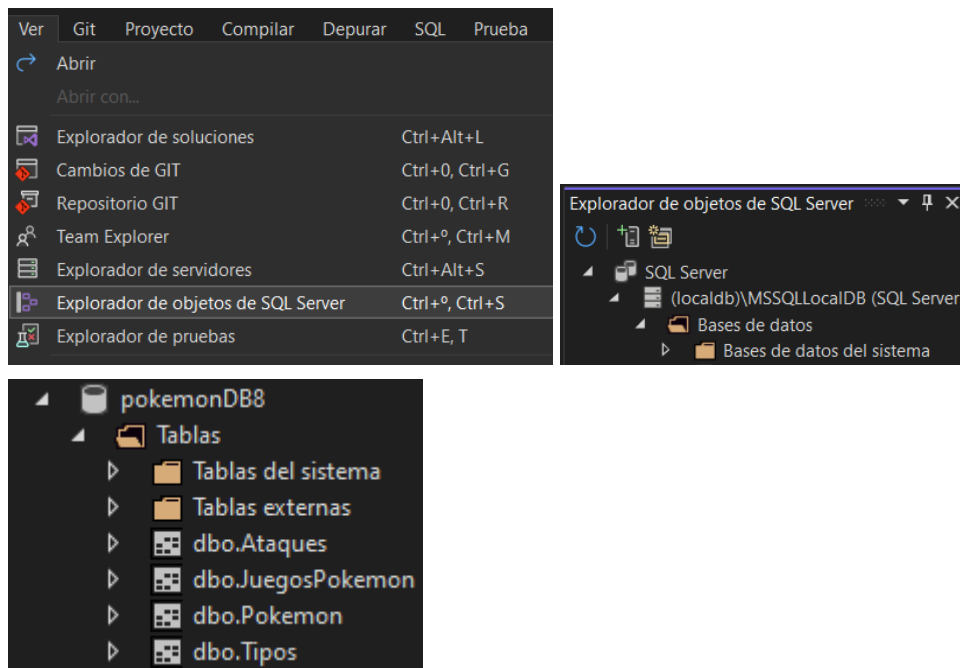 Ver Git Proyecto Compilar Depurar SQL Prueba
Abrir
Abrir con...
Explorador de soluciones Ctrl+Alt+L
Cambios de GIT Ctrl+0, Ctrl+G
Repositorio GIT Ctrl+0, Ctrl+R
Team Explorer Ctrl+º, Ctrl+M
Explorador de servidores Ctrl+Alt+S
Explorador de objetos de SQL Server Ctrl+º, Ctrl+S
Explorador de pruebas Ctrl+E, T
Explorador de objetos de SQL Server
SQL Server
(localdb)\MSSQLLocalDB (SQL Server
Bases de datos
Bases de datos del sistema
pokemonDB8
Tablas
Tablas del sistema
Tablas externas
dbo.Ataques
dbo.JuegosPokemon
dbo.Pokemon
dbo.Tipos